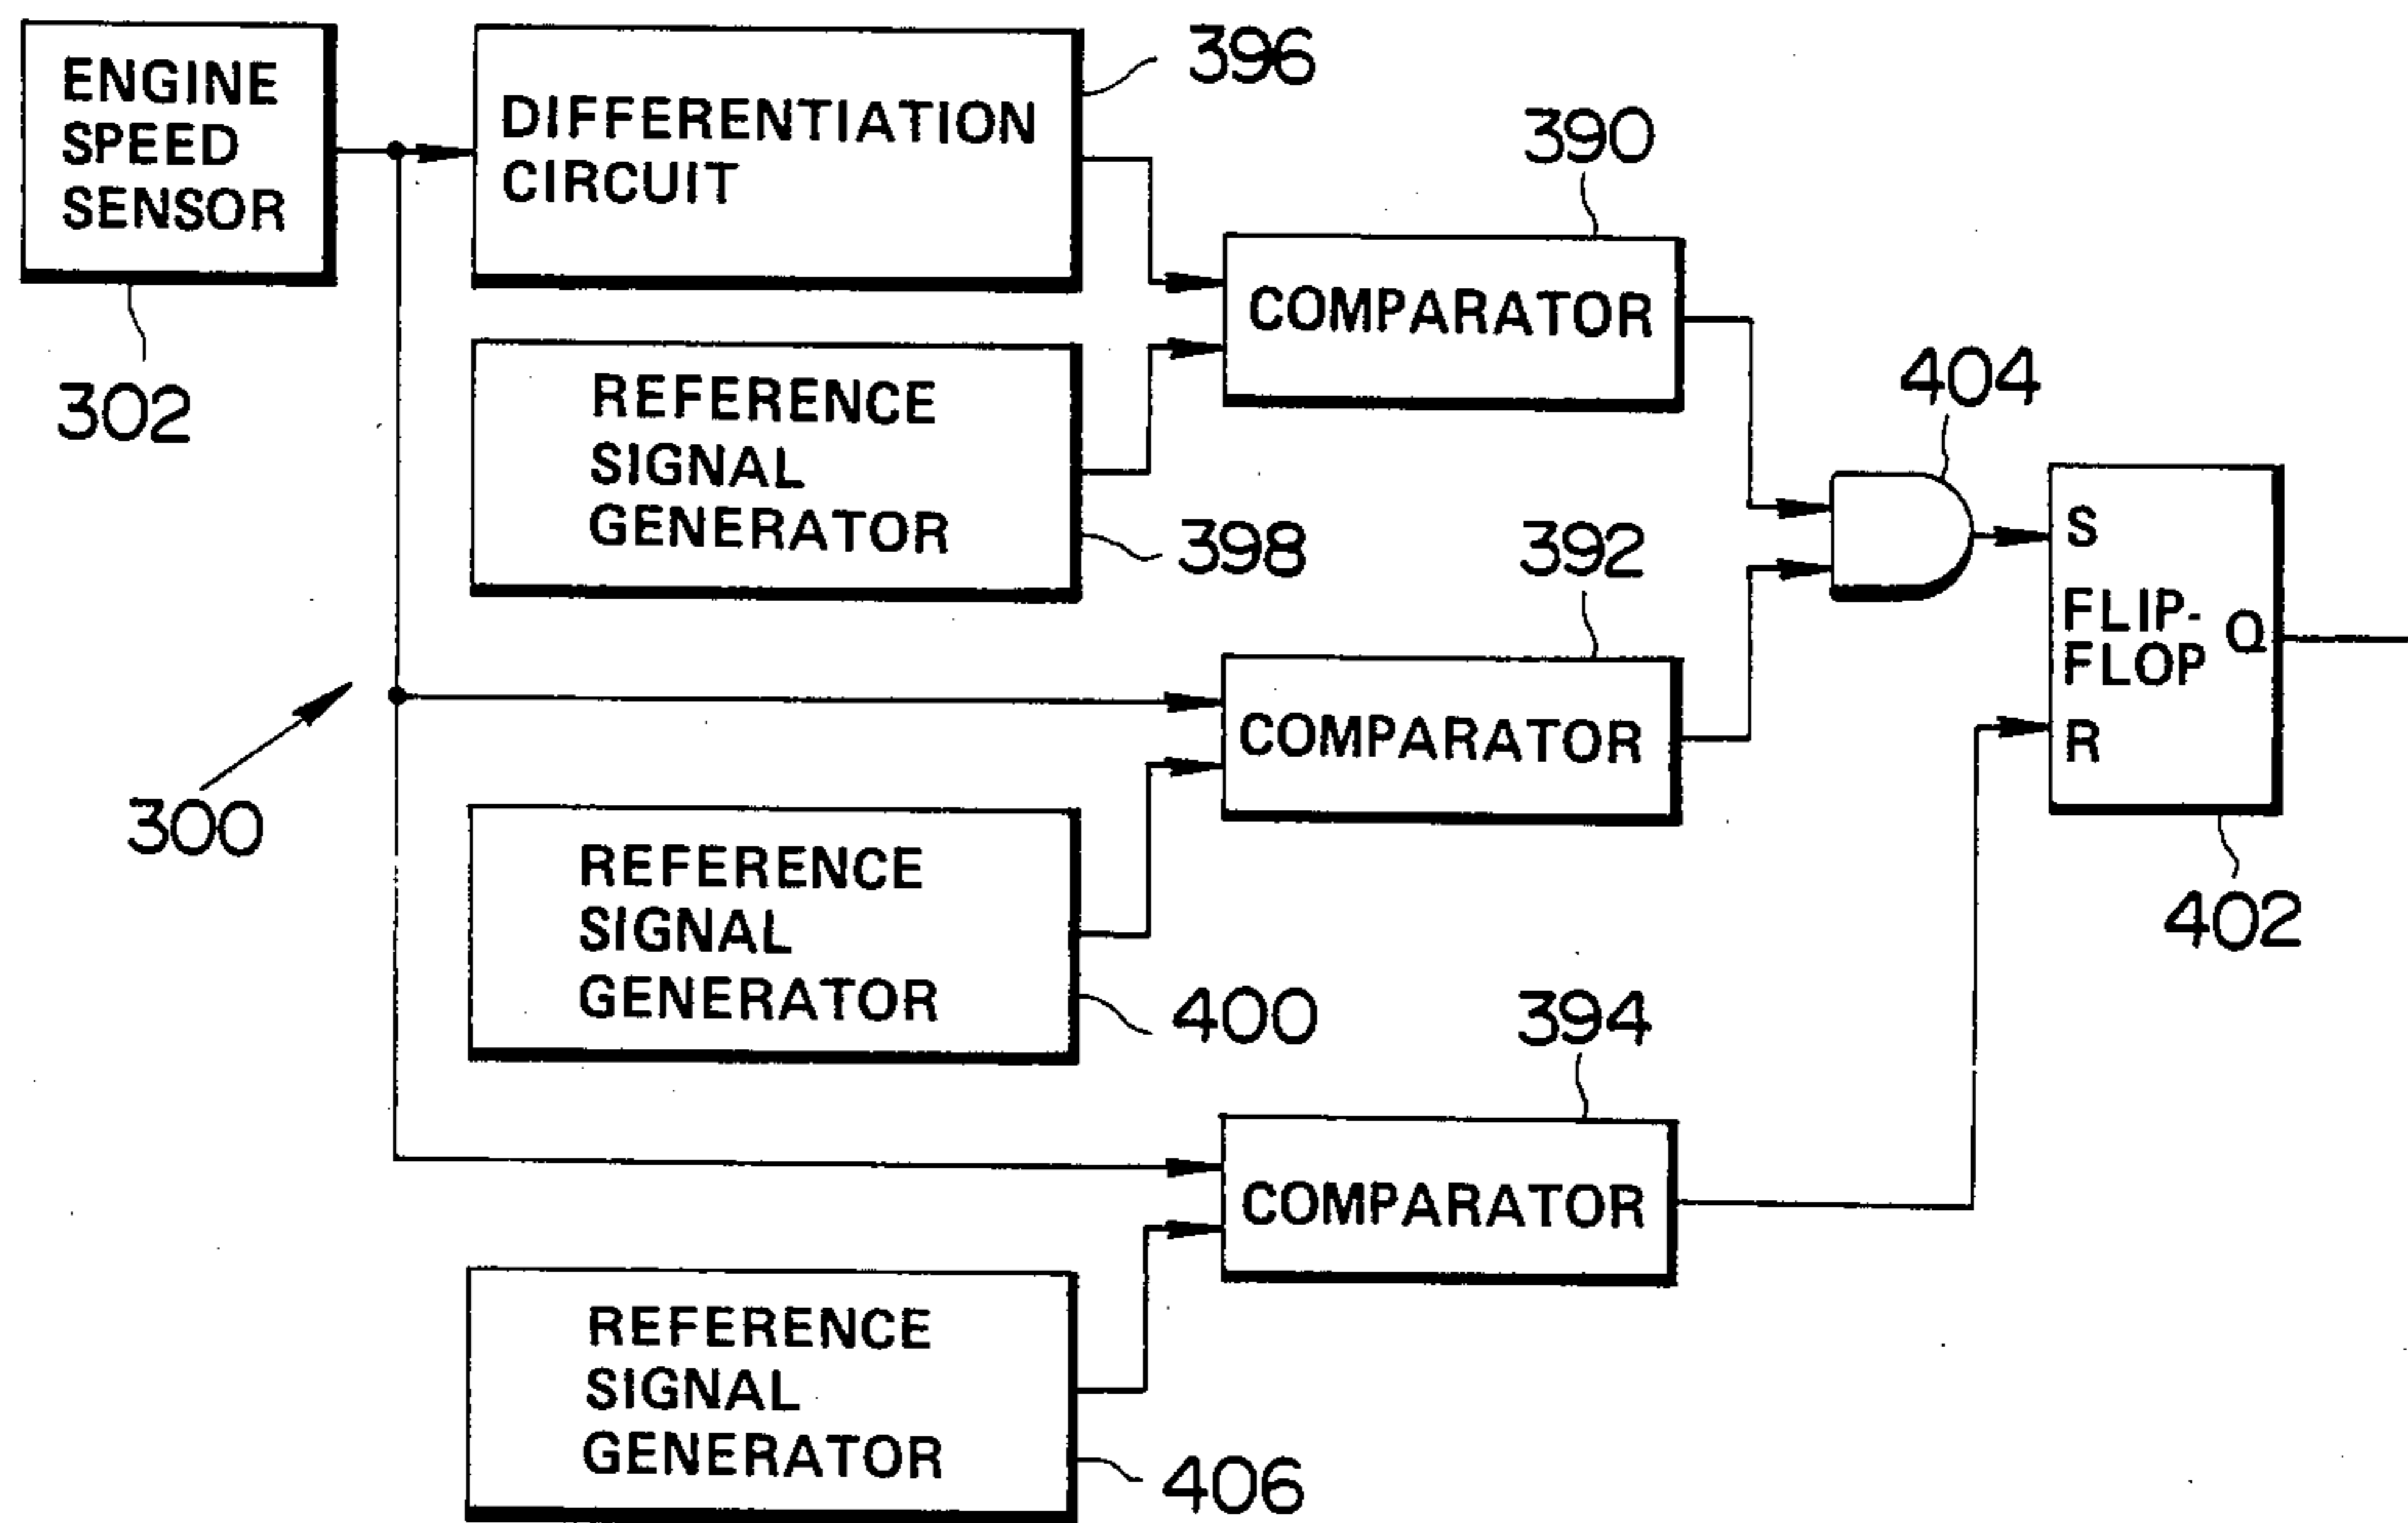 ENGINE
SPEED
SENSOR
302
DIFFERENTIATION
CIRCUIT
396
REFERENCE
SIGNAL
GENERATOR
398
390
COMPARATOR
404
S
FLIP-
FLOP
Q
R
402
392
COMPARATOR
300
REFERENCE
SIGNAL
GENERATOR
400
394
COMPARATOR
REFERENCE
SIGNAL
GENERATOR
406